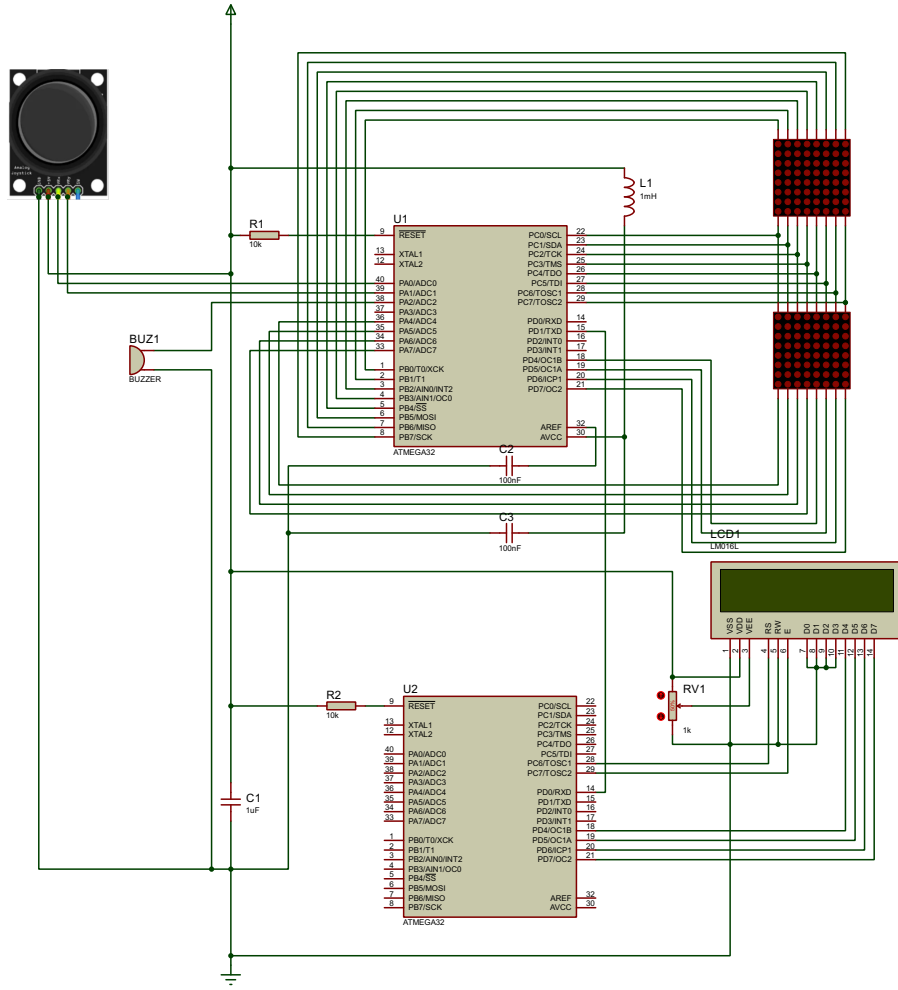 Analog
Joystick
L1
1mH
R1
10k
U1
9 RESET
13 XTAL1
12 XTAL2
40 PA0/ADC0
39 PA1/ADC1
38 PA2/ADC2
37 PA3/ADC3
36 PA4/ADC4
35 PA5/ADC5
34 PA6/ADC6
33 PA7/ADC7
1 PB0/T0/XCK
2 PB1/T1
3 PB2/AIN0/INT2
4 PB3/AIN1/OC0
5 PB4/SS
6 PB5/MOSI
7 PB6/MISO
8 PB7/SCK
PC0/SCL 22
PC1/SDA 23
PC2/TCK 24
PC3/TMS 25
PC4/TDO 26
PC5/TDI 27
PC6/TOSC1 28
PC7/TOSC2 29
PD0/RXD 14
PD1/TXD 15
PD2/INT0 16
PD3/INT1 17
PD4/OC1B 18
PD5/OC1A 19
PD6/ICP1 20
PD7/OC2 21
AREF 32
AVCC 30
ATMEGA32
BUZ1
BUZZER
C2
100nF
C3
100nF
LCD1
LM016L
VSS VDD VEE RS RW E D0 D1 D2 D3 D4 D5 D6 D7
1 2 3 4 5 6 7 8 9 10 11 12 13 14
RV1
1k
R2
10k
U2
9 RESET
13 XTAL1
12 XTAL2
40 PA0/ADC0
39 PA1/ADC1
38 PA2/ADC2
37 PA3/ADC3
36 PA4/ADC4
35 PA5/ADC5
34 PA6/ADC6
33 PA7/ADC7
1 PB0/T0/XCK
2 PB1/T1
3 PB2/AIN0/INT2
4 PB3/AIN1/OC0
5 PB4/SS
6 PB5/MOSI
7 PB6/MISO
8 PB7/SCK
PC0/SCL 22
PC1/SDA 23
PC2/TCK 24
PC3/TMS 25
PC4/TDO 26
PC5/TDI 27
PC6/TOSC1 28
PC7/TOSC2 29
PD0/RXD 14
PD1/TXD 15
PD2/INT0 16
PD3/INT1 17
PD4/OC1B 18
PD5/OC1A 19
PD6/ICP1 20
PD7/OC2 21
AREF 32
AVCC 30
ATMEGA32
C1
1uF